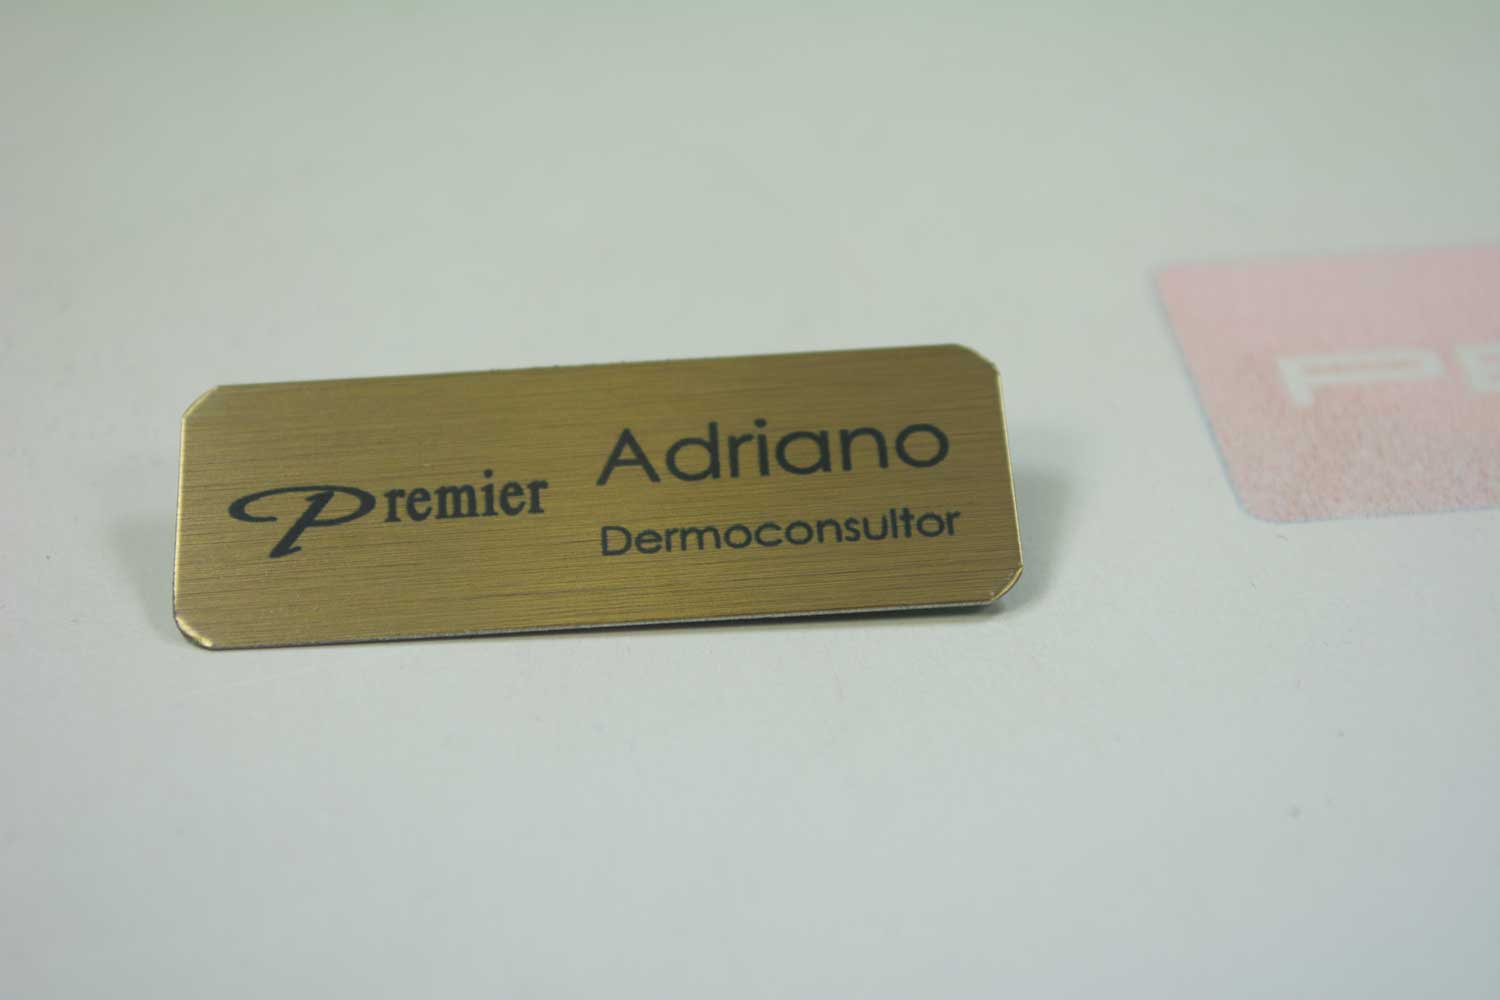 Premier
Adriano
Dermoconsultor